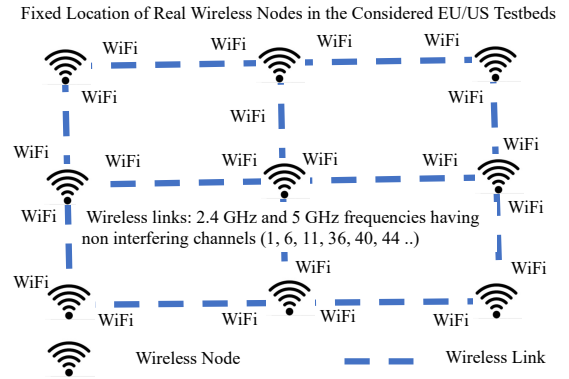 Fixed Location of Real Wireless Nodes in the Considered EU/US Testbeds
WiFi WiFi WiFi WiFi
WiFi WiFi WiFi
WiFi WiFi
WiFi WiFi WiFi WiFi WiFi
WiFi WiFi
Wireless links: 2.4 GHz and 5 GHz frequencies having
non interfering channels (1, 6, 11, 36, 40, 44 ..)
WiFi WiFi WiFi
WiFi WiFi WiFi WiFi
Wireless Node Wireless Link